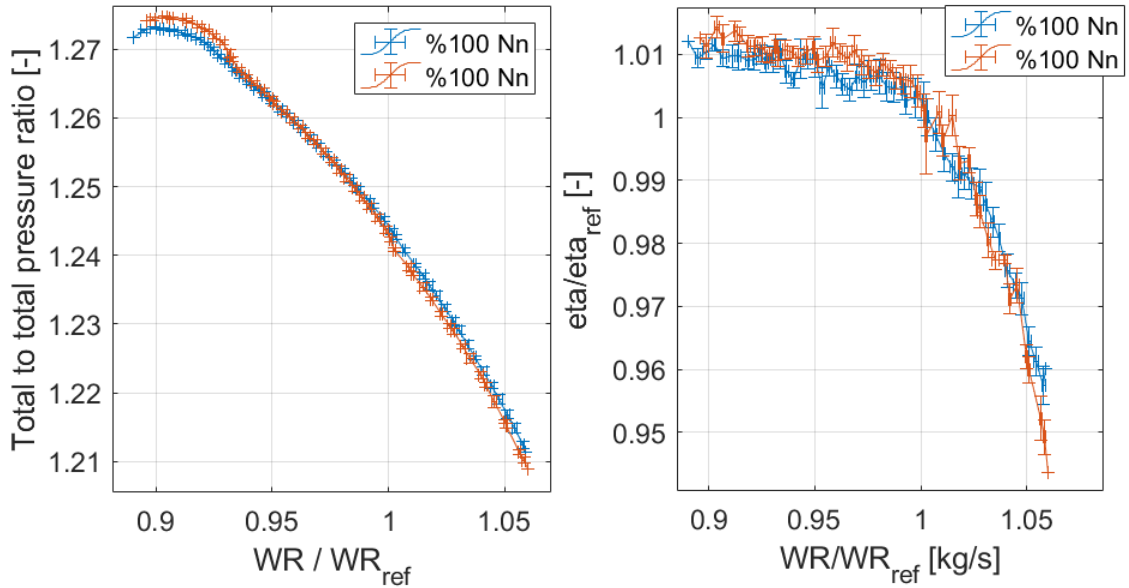 Total to total pressure ratio [-]
1.27
1.26
1.25
1.24
1.23
1.22
1.21
0.9
0.95
1
1.05
WR / WR_ref
%100 Nn
%100 Nn
eta/eta_ref [-]
1.01
1
0.99
0.98
0.97
0.96
0.95
0.9
0.95
1
1.05
WR/WR_ref [kg/s]
%100 Nn
%100 Nn